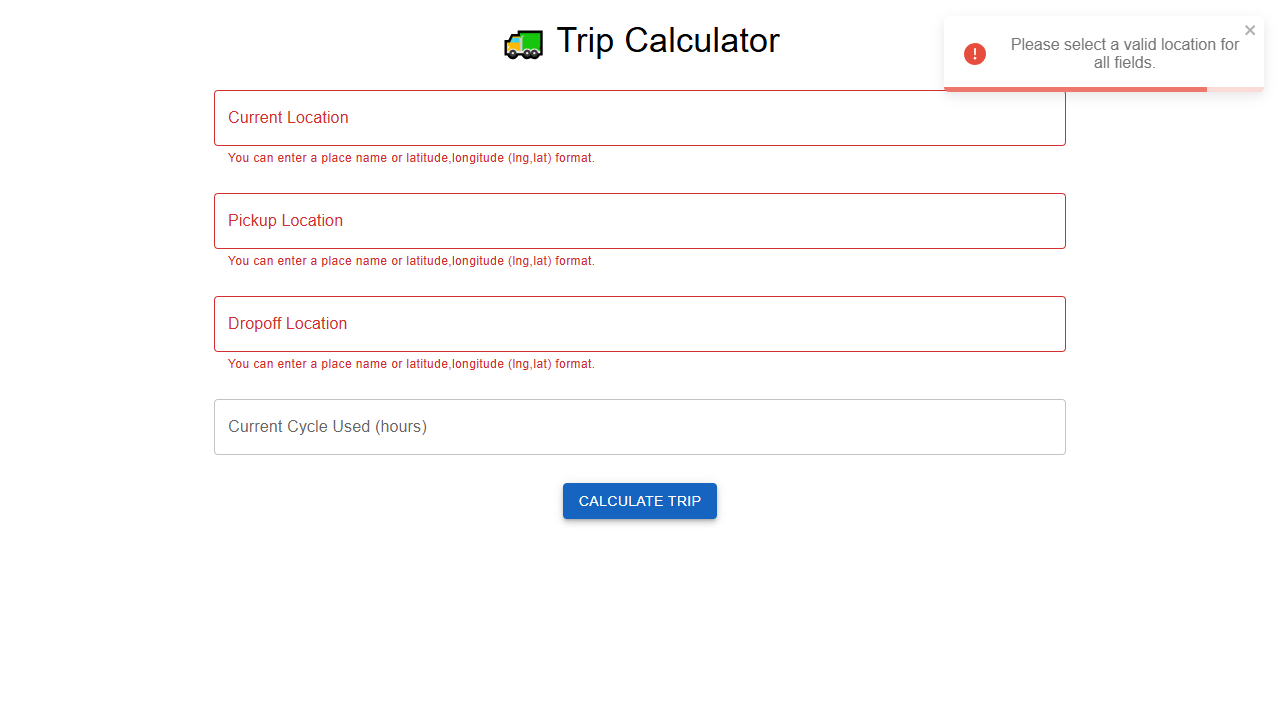 Trip Calculator
Please select a valid location for
all fields.
Current Location
You can enter a place name or latitude,longitude (lng,lat) format.
Pickup Location
You can enter a place name or latitude,longitude (lng,lat) format.
Dropoff Location
You can enter a place name or latitude,longitude (lng,lat) format.
Current Cycle Used (hours)
CALCULATE TRIP